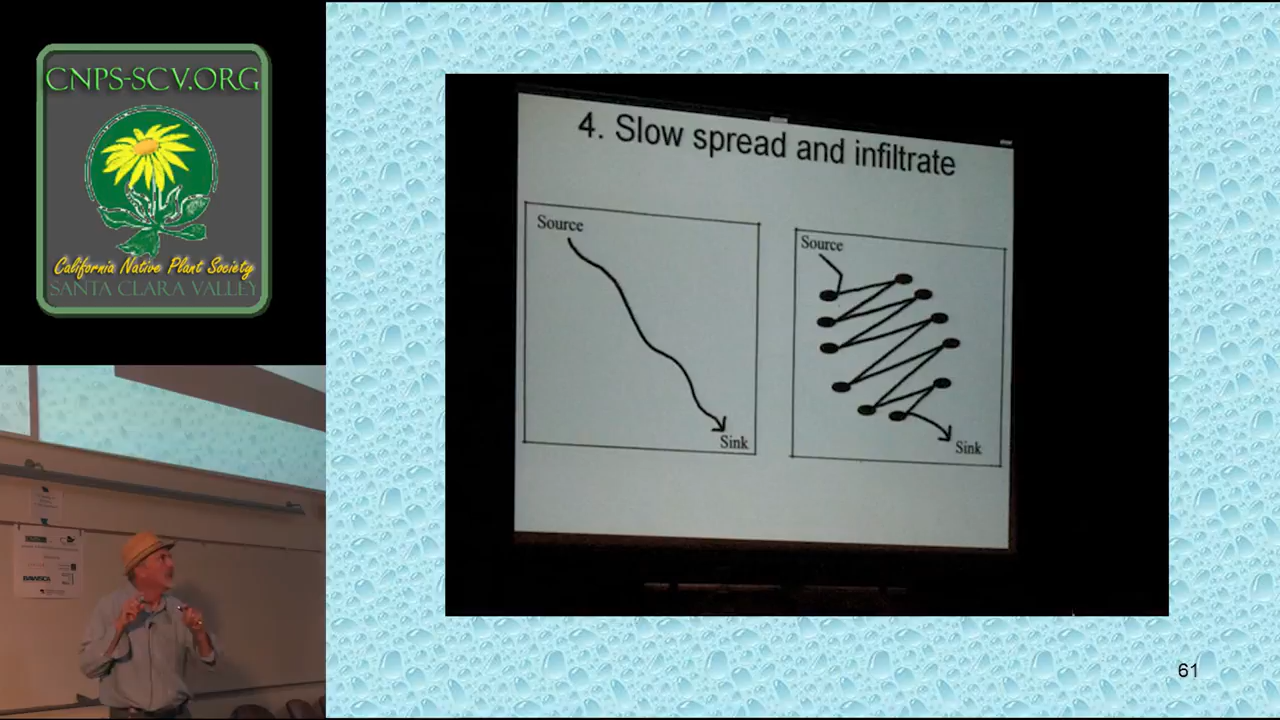 CNPS-SCV.ORG
California Native Plant Society
SANTA CLARA VALLEY
4. Slow spread and infiltrate
Source
Sink
Source
Sink
61